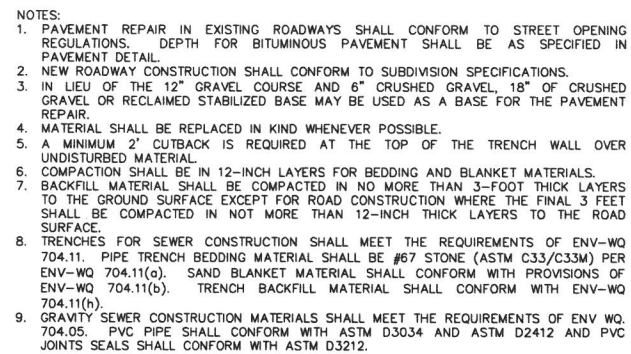 NOTES:
1. PAVEMENT REPAIR IN EXISTING ROADWAYS SHALL CONFORM TO STREET OPENING
REGULATIONS. DEPTH FOR BITUMINOUS PAVEMENT SHALL BE AS SPECIFIED IN
PAVEMENT DETAIL.
2. NEW ROADWAY CONSTRUCTION SHALL CONFORM TO SUBDIVISION SPECIFICATIONS.
3. IN LIEU OF THE 12" GRAVEL COURSE AND 6" CRUSHED GRAVEL, 18" OF CRUSHED
GRAVEL OR RECLAIMED STABILIZED BASE MAY BE USED AS A BASE FOR THE PAVEMENT
REPAIR.
4. MATERIAL SHALL BE REPLACED IN KIND WHENEVER POSSIBLE.
5. A MINIMUM 2' CUTBACK IS REQUIRED AT THE TOP OF THE TRENCH WALL OVER
UNDISTURBED MATERIAL.
6. COMPACTION SHALL BE IN 12-INCH LAYERS FOR BEDDING AND BLANKET MATERIALS.
7. BACKFILL MATERIAL SHALL BE COMPACTED IN NO MORE THAN 3-FOOT THICK LAYERS
TO THE GROUND SURFACE EXCEPT FOR ROAD CONSTRUCTION WHERE THE FINAL 3 FEET
SHALL BE COMPACTED IN NOT MORE THAN 12-INCH THICK LAYERS TO THE ROAD
SURFACE.
8. TRENCHES FOR SEWER CONSTRUCTION SHALL MEET THE REQUIREMENTS OF ENV-WQ
704.11. PIPE TRENCH BEDDING MATERIAL SHALL BE #67 STONE (ASTM C33/C33M) PER
ENV-WQ 704.11(a). SAND BLANKET MATERIAL SHALL CONFORM WITH PROVISIONS OF
ENV-WQ 704.11(b). TRENCH BACKFILL MATERIAL SHALL CONFORM WITH ENV-WQ
704.11(h).
9. GRAVITY SEWER CONSTRUCTION MATERIALS SHALL MEET THE REQUIREMENTS OF ENV WQ.
704.05. PVC PIPE SHALL CONFORM WITH ASTM D3034 AND ASTM D2412 AND PVC
JOINTS SEALS SHALL CONFORM WITH ASTM D3212.